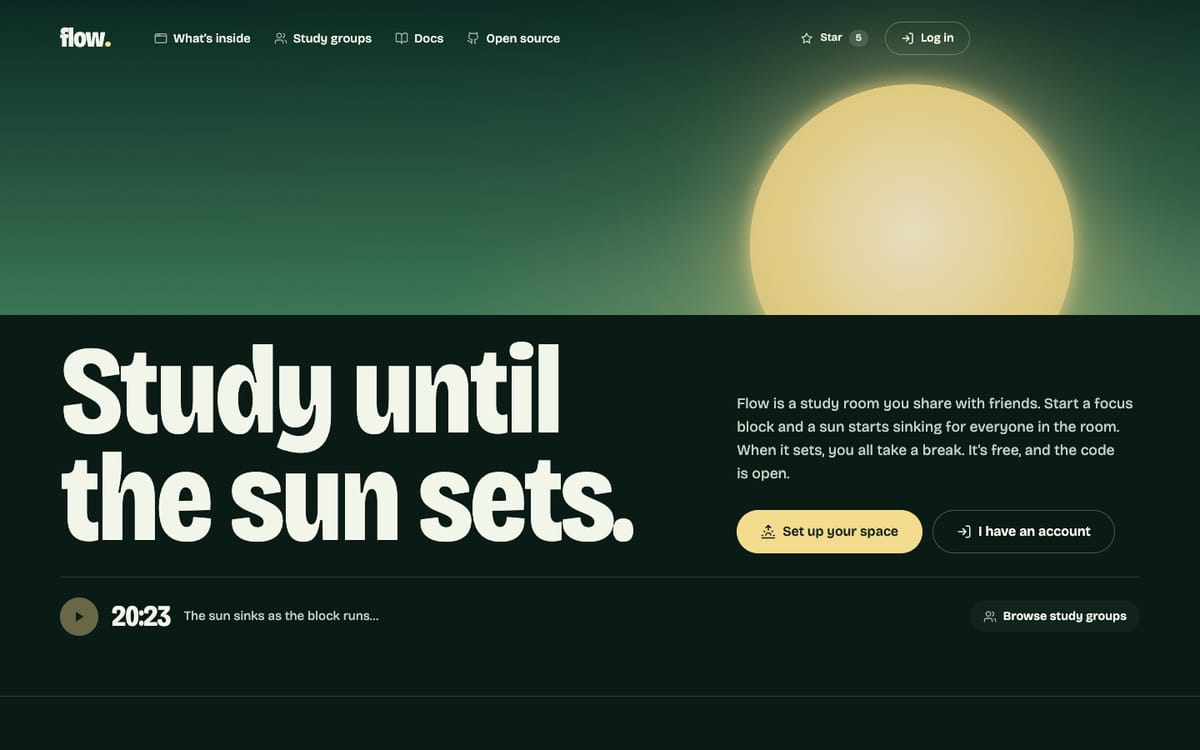 flow.
What's inside
Study groups
Docs
Open source
Star 5
Log in
Study until
the sun sets.
Flow is a study room you share with friends. Start a focus
block and a sun starts sinking for everyone in the room.
When it sets, you all take a break. It's free, and the code
is open.
Set up your space
I have an account
20:23
The sun sinks as the block runs...
Browse study groups